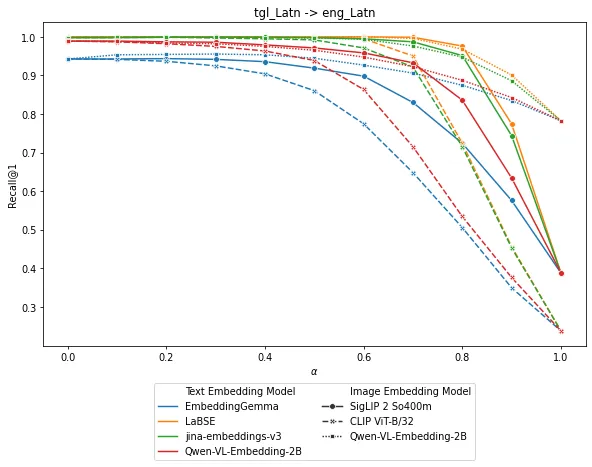 tgl_Latn -> eng_Latn
1.0
0.9
0.8
0.7
0.6
0.5
0.4
0.3
Recall@1
0.0 0.2 0.4 0.6 0.8 1.0
α
Text Embedding Model Image Embedding Model
EmbeddingGemma SigLIP 2 So400m
LaBSE CLIP ViT-B/32
jina-embeddings-v3 Qwen-VL-Embedding-2B
Qwen-VL-Embedding-2B